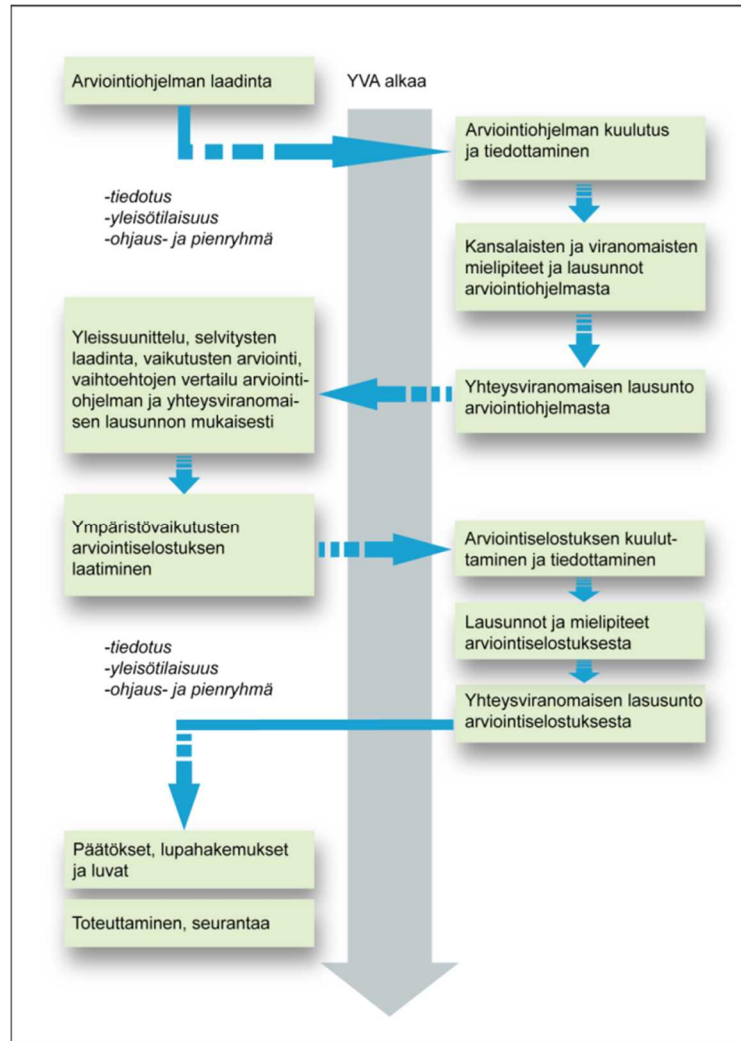 Arviointiohjelman laadinta
YVA alkaa
Arviointiohjelman kuulutus
ja tiedottaminen
-tiedotus
-yleisötilaisuus
-ohjaus- ja pienryhmä
Kansalaisten ja viranomaisten
mielipiteet ja lausunnot
arviointiohjelmasta
Yhteysviranomaisen lausunto
arviointiohjelmasta
Yleissuunittelu, selvitysten
laadinta, vaikutusten arviointi,
vaihtoehtojen vertailu arviointi-
ohjelman ja yhteysviranomai-
sen lausunnon mukaisesti
Ympäristövaikutusten
arviointiselostuksen
laatiminen
Arviointiselostuksen kuulut-
taminen ja tiedottaminen
Lausunnot ja mielipiteet
arviointiselostuksesta
Yhteysviranomaisen lasusunto
arviointiselostuksesta
-tiedotus
-yleisötilaisuus
-ohjaus- ja pienryhmä
Päätökset, lupahakemukset
ja luvat
Toteuttaminen, seurantaa